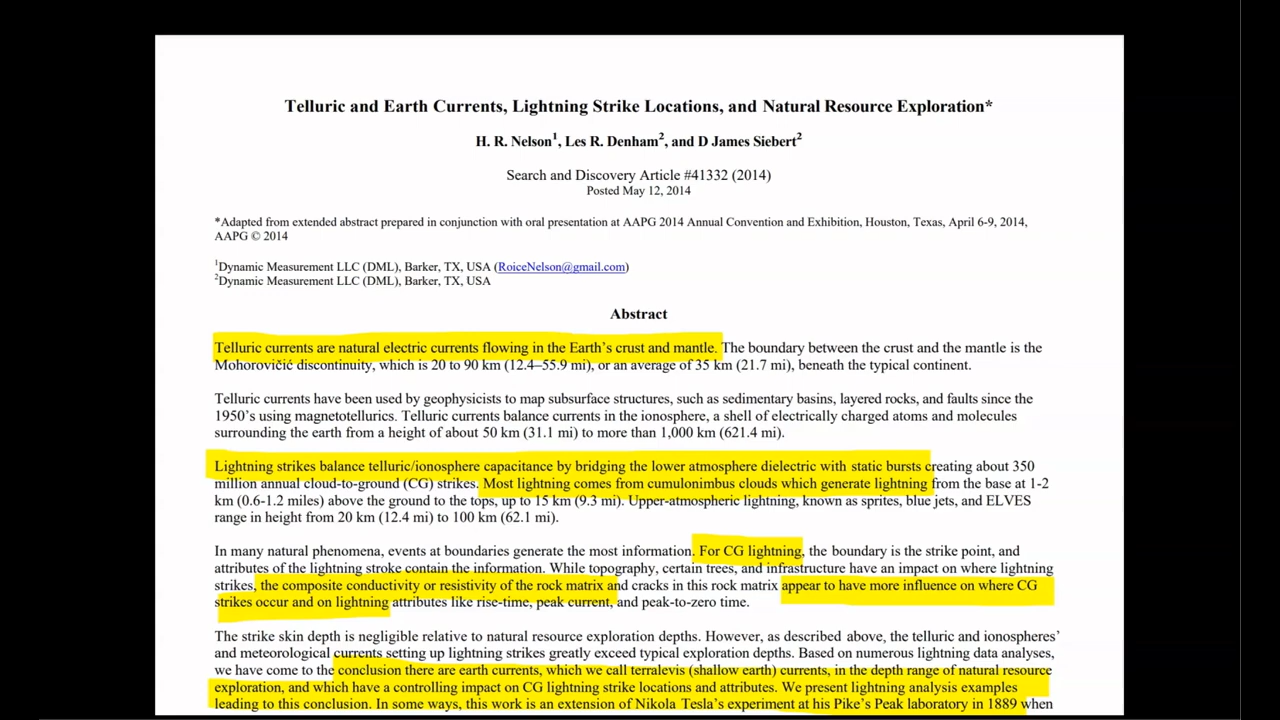 Telluric and Earth Currents, Lightning Strike Locations, and Natural Resource Exploration*
H. R. Nelson1, Les R. Denham2, and D James Siebert2
Search and Discovery Article #41332 (2014)
Posted May 12, 2014
*Adapted from extended abstract prepared in conjunction with oral presentation at AAPG 2014 Annual Convention and Exhibition, Houston, Texas, April 6-9, 2014,
AAPG © 2014
1Dynamic Measurement LLC (DML), Barker, TX, USA (RoiceNelson@gmail.com)
2Dynamic Measurement LLC (DML), Barker, TX, USA
Abstract
Telluric currents are natural electric currents flowing in the Earth's crust and mantle. The boundary between the crust and the mantle is the
Mohorovičić discontinuity, which is 20 to 90 km (12.4–55.9 mi), or an average of 35 km (21.7 mi), beneath the typical continent.
Telluric currents have been used by geophysicists to map subsurface structures, such as sedimentary basins, layered rocks, and faults since the
1950's using magnetotellurics. Telluric currents balance currents in the ionosphere, a shell of electrically charged atoms and molecules
surrounding the earth from a height of about 50 km (31.1 mi) to more than 1,000 km (621.4 mi).
Lightning strikes balance telluric/ionosphere capacitance by bridging the lower atmosphere dielectric with static bursts creating about 350
million annual cloud-to-ground (CG) strikes. Most lightning comes from cumulonimbus clouds which generate lightning from the base at 1-2
km (0.6-1.2 miles) above the ground to the tops, up to 15 km (9.3 mi). Upper-atmospheric lightning, known as sprites, blue jets, and ELVES
range in height from 20 km (12.4 mi) to 100 km (62.1 mi).
In many natural phenomena, events at boundaries generate the most information. For CG lightning, the boundary is the strike point, and
attributes of the lightning stroke contain the information. While topography, certain trees, and infrastructure have an impact on where lightning
strikes, the composite conductivity or resistivity of the rock matrix and cracks in this rock matrix appear to have more influence on where CG
strikes occur and on lightning attributes like rise-time, peak current, and peak-to-zero time.
The strike skin depth is negligible relative to natural resource exploration depths. However, as described above, the telluric and ionospheres'
and meteorological currents setting up lightning strikes greatly exceed typical exploration depths. Based on numerous lightning data analyses,
we have come to the conclusion there are earth currents, which we call terralevis (shallow earth) currents, in the depth range of natural resource
exploration, and which have a controlling impact on CG lightning strike locations and attributes. We present lightning analysis examples
leading to this conclusion. In some ways, this work is an extension of Nikola Tesla's experiment at his Pike's Peak laboratory in 1889 when